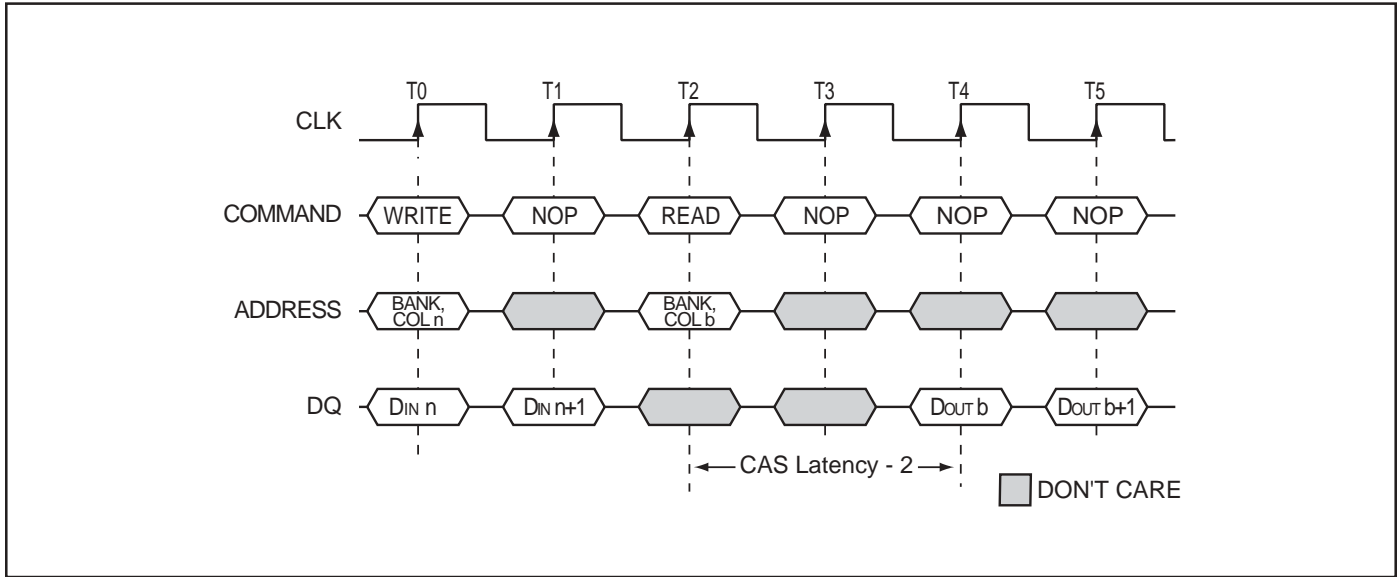 T0 T1 T2 T3 T4 T5
CLK
COMMAND WRITE NOP READ NOP NOP NOP
ADDRESS BANK, COL n BANK, COL b
DQ DIN n DIN n+1 DOUT b DOUT b+1
CAS Latency - 2
DON'T CARE